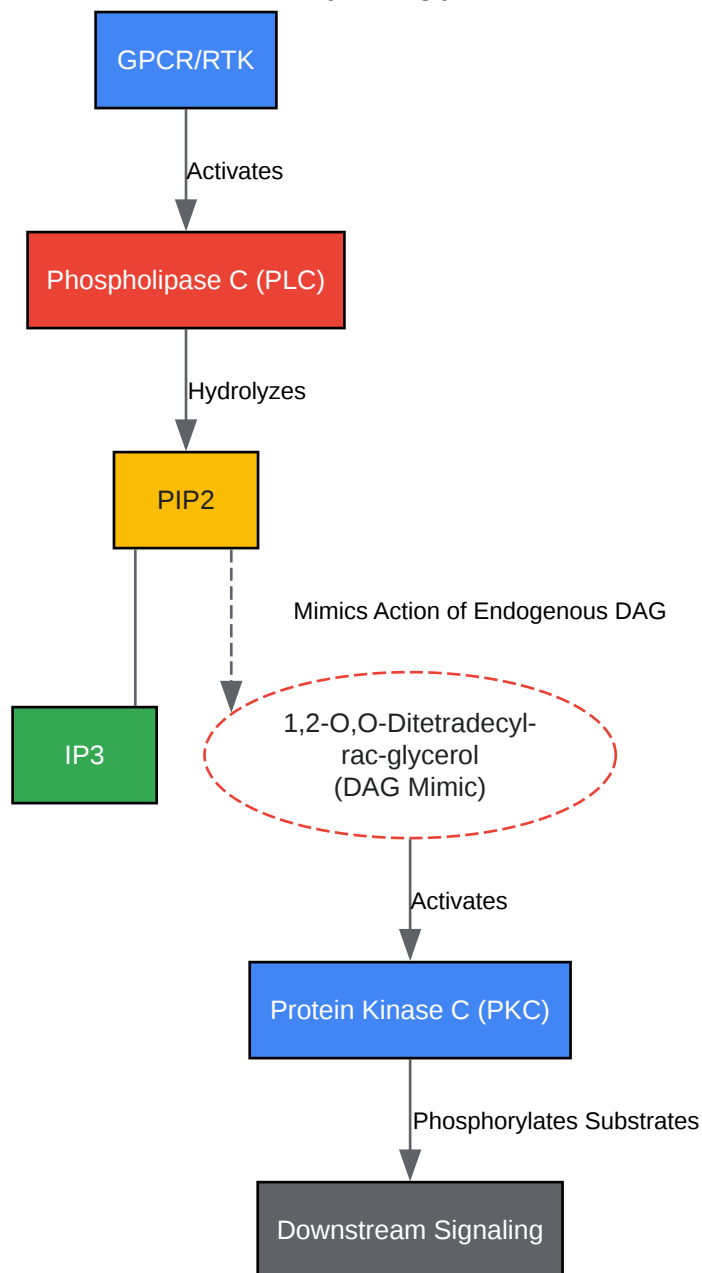 GPCR/RTK
Activates
Phospholipase C (PLC)
Hydrolyzes
PIP2
Mimics Action of Endogenous DAG
1,2-O,O-Ditetradecyl-
rac-glycerol
(DAG Mimic)
IP3
Activates
Protein Kinase C (PKC)
Phosphorylates Substrates
Downstream Signaling